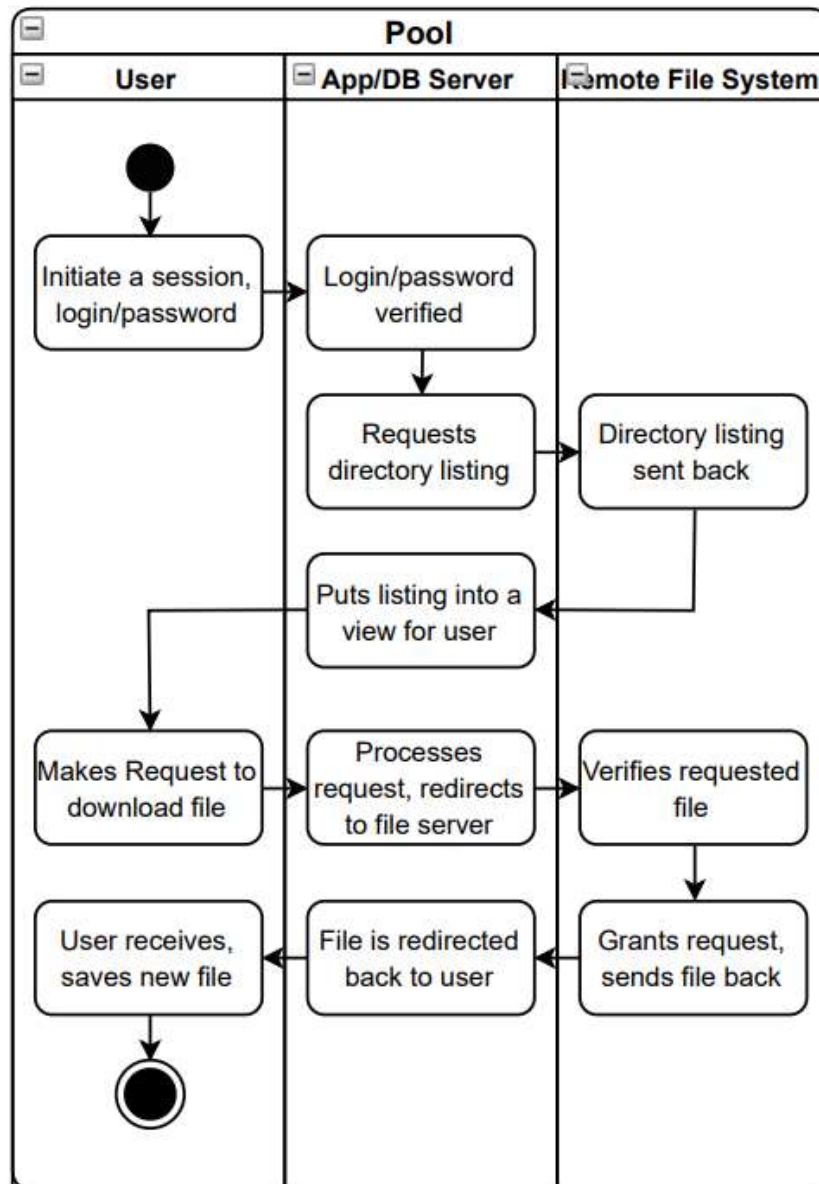 Pool
User
App/DB Server
Remote File System
Initiate a session,
login/password
Login/password
verified
Requests
directory listing
Directory listing
sent back
Puts listing into a
view for user
Makes Request to
download file
Processes
request, redirects
to file server
Verifies requested
file
User receives,
saves new file
File is redirected
back to user
Grants request,
sends file back